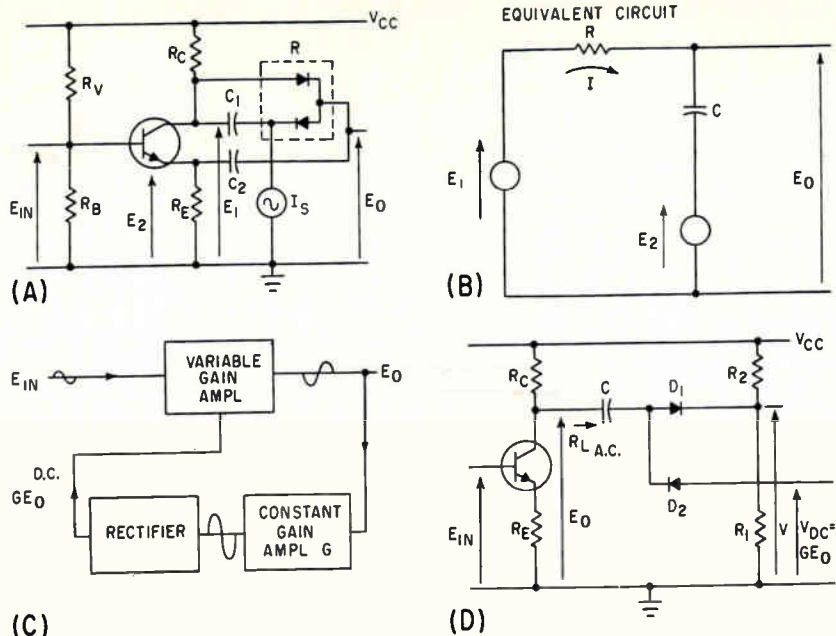 VCC
RC
R
RV
C1
C2
EIN
RB
E2
RE
E1
IS
EO
(A)
EQUIVALENT CIRCUIT
R
I
C
E1
E2
EO
(B)
EIN
VARIABLE
GAIN
AMPL
EO
D.C.
GEO
RECTIFIER
CONSTANT
GAIN
AMPL G
(C)
VCC
RC
R2
C
D1
RL A.C.
D2
EIN
RE
EO
R1
V
VDC=
GEO
(D)